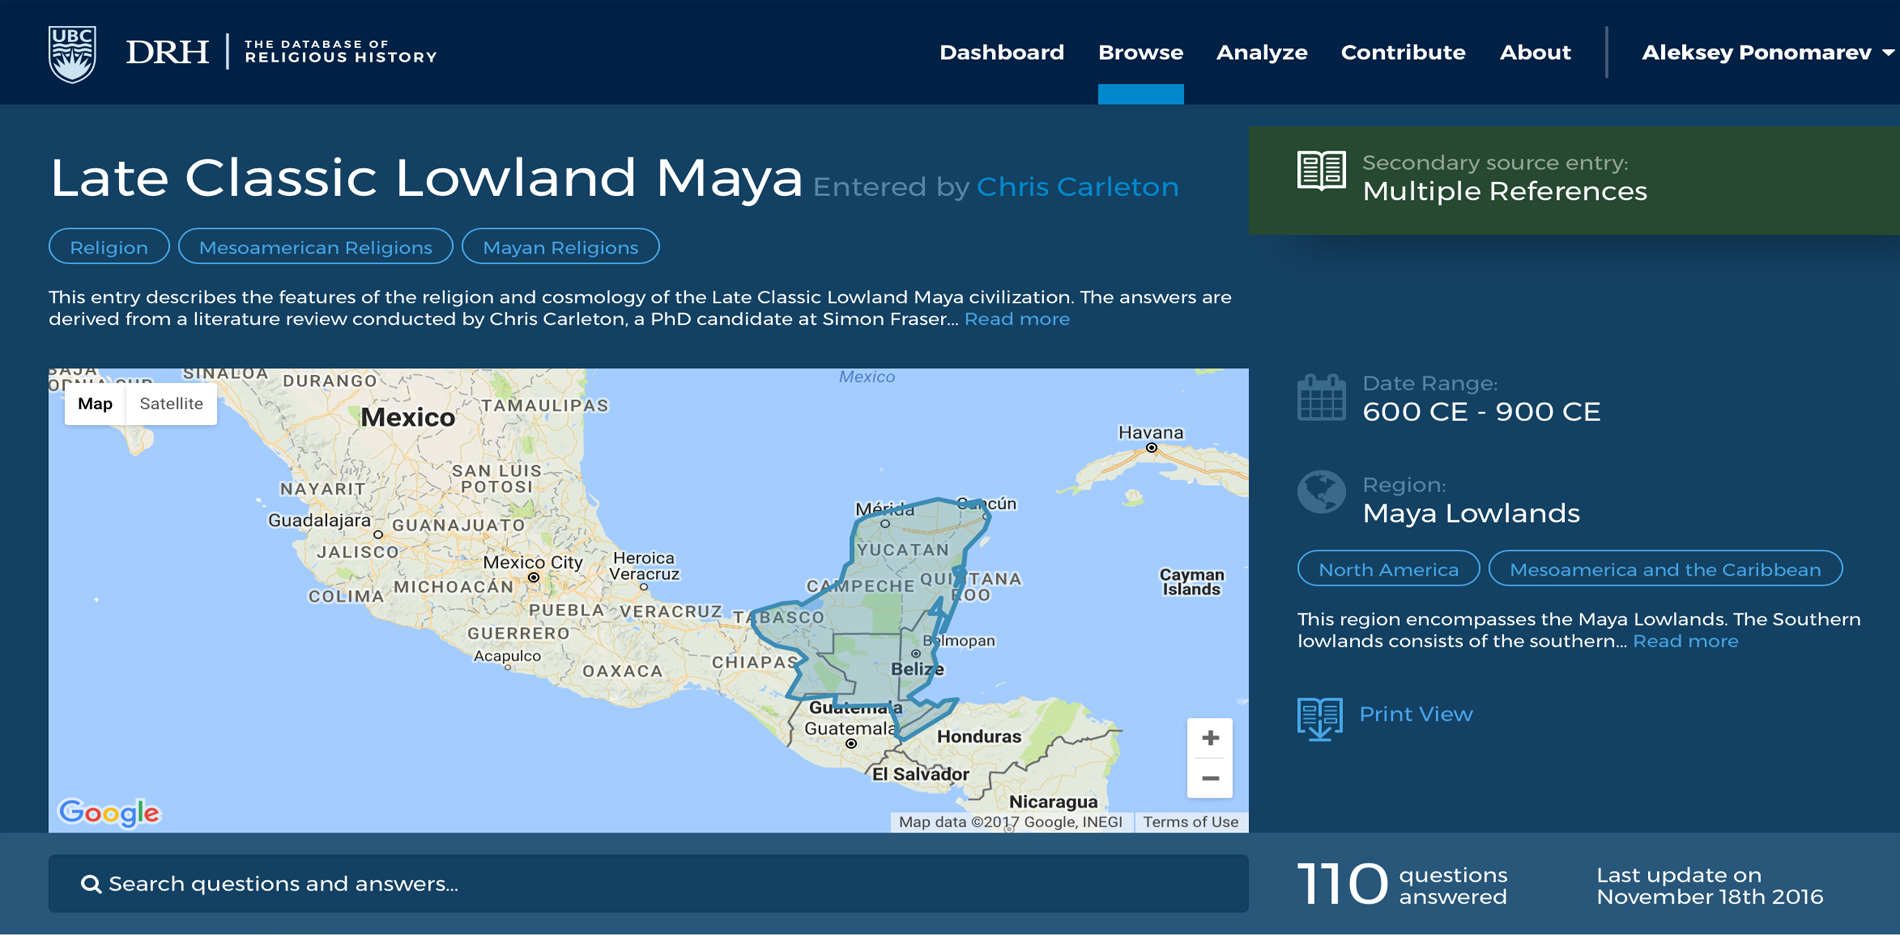 UBC
DRH
THE DATABASE OF
RELIGIOUS HISTORY
Dashboard
Browse
Analyze
Contribute
About
Aleksey Ponomarev
Late Classic Lowland Maya Entered by Chris Carleton
Religion
Mesoamerican Religions
Mayan Religions
This entry describes the features of the religion and cosmology of the Late Classic Lowland Maya civilization. The answers are
derived from a literature review conducted by Chris Carleton, a PhD candidate at Simon Fraser... Read more
Secondary source entry:
Multiple References
Map
Satellite
BAJA
SINALOA
DURANGO
Mexico
TAMAULIPAS
Mexico
Havana
SAN LUIS
POTOSI
NAYARIT
Guadalajara
GUANAJUATO
JALISCO
Mexico City
Heroica
Veracruz
MICHOACÁN
COLIMA
PUEBLA
VERACRUZ
GUERRERO
Acapulco
OAXACA
TABASCO
CHIAPAS
Mérida
Cancún
YUCATAN
CAMPECHE
QUINTANA
ROO
Cayman
Islands
Belmopan
Belize
Guatemala
Guatemala
Honduras
El Salvador
Nicaragua
+
−
Google
Map data ©2017 Google, INEGI
Terms of Use
Date Range:
600 CE - 900 CE
Region:
Maya Lowlands
North America
Mesoamerica and the Caribbean
This region encompasses the Maya Lowlands. The Southern
lowlands consists of the southern... Read more
Print View
Search questions and answers...
110 questions
answered
Last update on
November 18th 2016